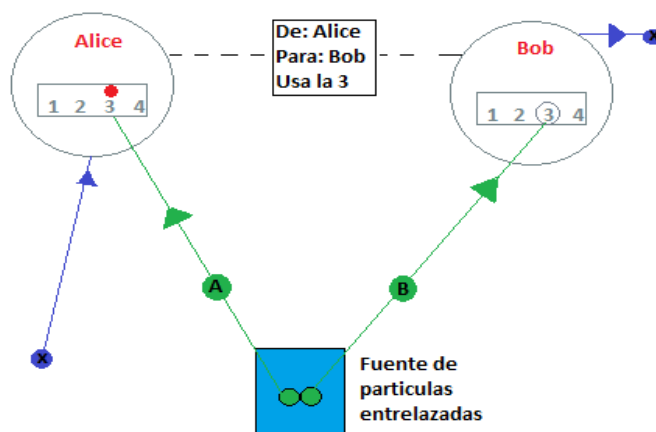 Alice
De: Alice
Para: Bob
Usa la 3
Bob
x
1 2 3 4
1 2 3 4
A
B
x
Fuente de
particulas
entrelazadas